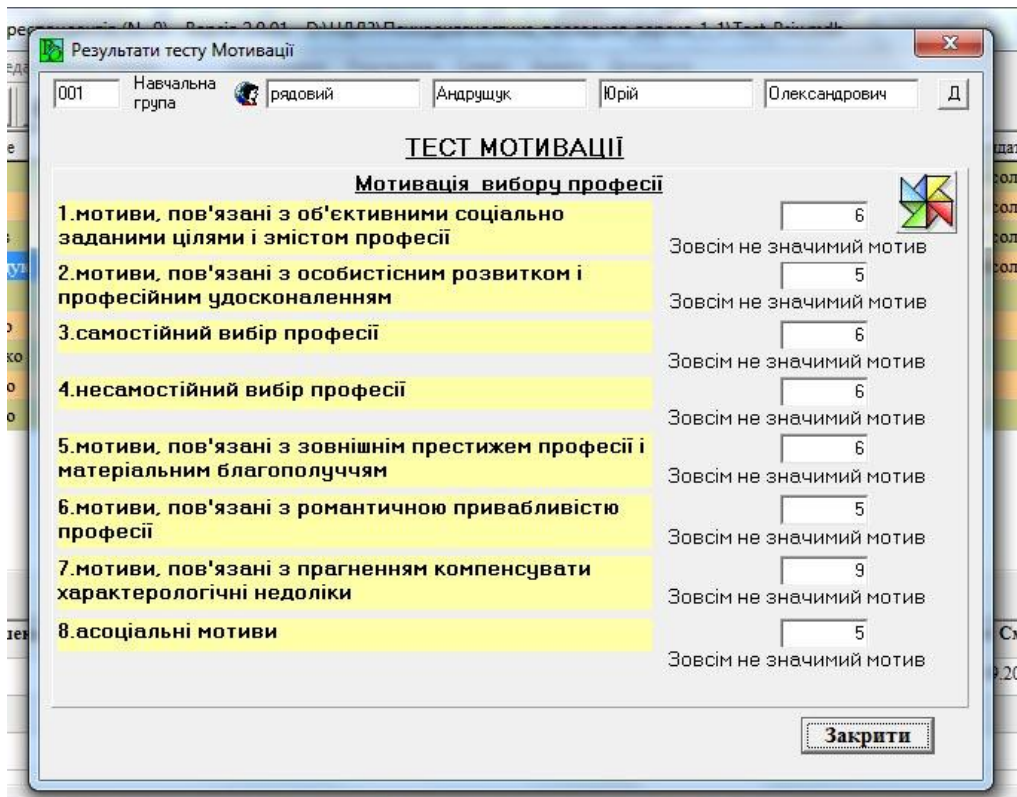 Результати тесту Мотивації
001 Навчальна група рядовий Андрущук Юрій Олександрович Д
ТЕСТ МОТИВАЦІЇ
Мотивація вибору професії
1.мотиви, пов'язані з об'єктивними соціально
заданими цілями і змістом професії
6
Зовсім не значимий мотив
2.мотиви, пов'язані з особистісним розвитком і
професійним удосконаленням
5
Зовсім не значимий мотив
3.самостійний вибір професії
6
Зовсім не значимий мотив
4.несамостійний вибір професії
6
Зовсім не значимий мотив
5.мотиви, пов'язані з зовнішнім престижем професії і
матеріальним благополуччям
6
Зовсім не значимий мотив
6.мотиви, пов'язані з романтичною привабливістю
професії
5
Зовсім не значимий мотив
7.мотиви, пов'язані з прагненням компенсувати
характерологічні недоліки
9
Зовсім не значимий мотив
8.асоціальні мотиви
5
Зовсім не значимий мотив
Закрити